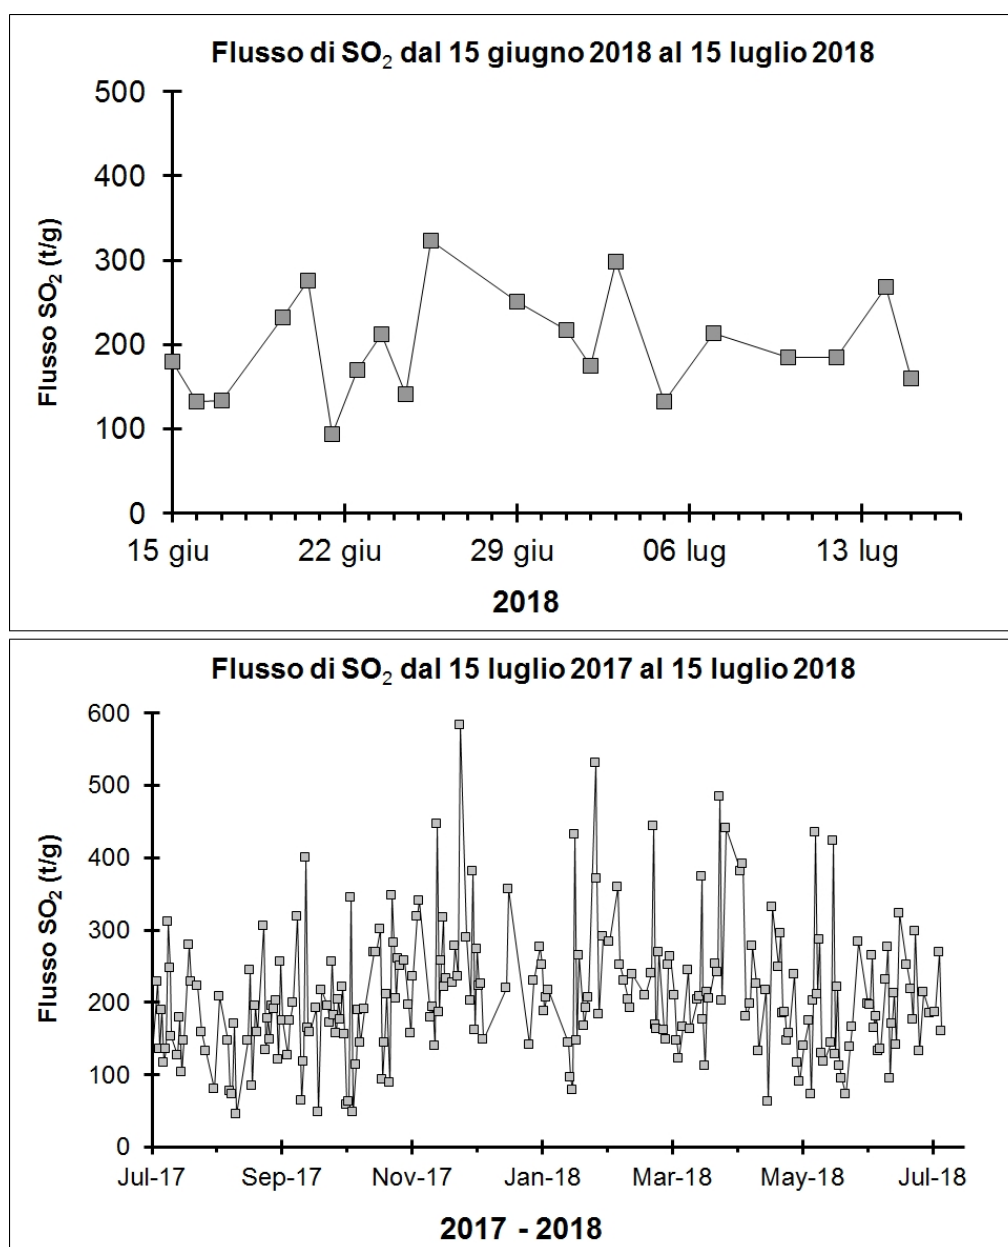 Flusso di SO₂ dal 15 giugno 2018 al 15 luglio 2018
500
400
300
200
100
0
Flusso SO₂ (t/g)
15 giu 22 giu 29 giu 06 lug 13 lug
2018
Flusso di SO₂ dal 15 luglio 2017 al 15 luglio 2018
600
500
400
300
200
100
0
Flusso SO₂ (t/g)
Jul-17 Sep-17 Nov-17 Jan-18 Mar-18 May-18 Jul-18
2017 - 2018